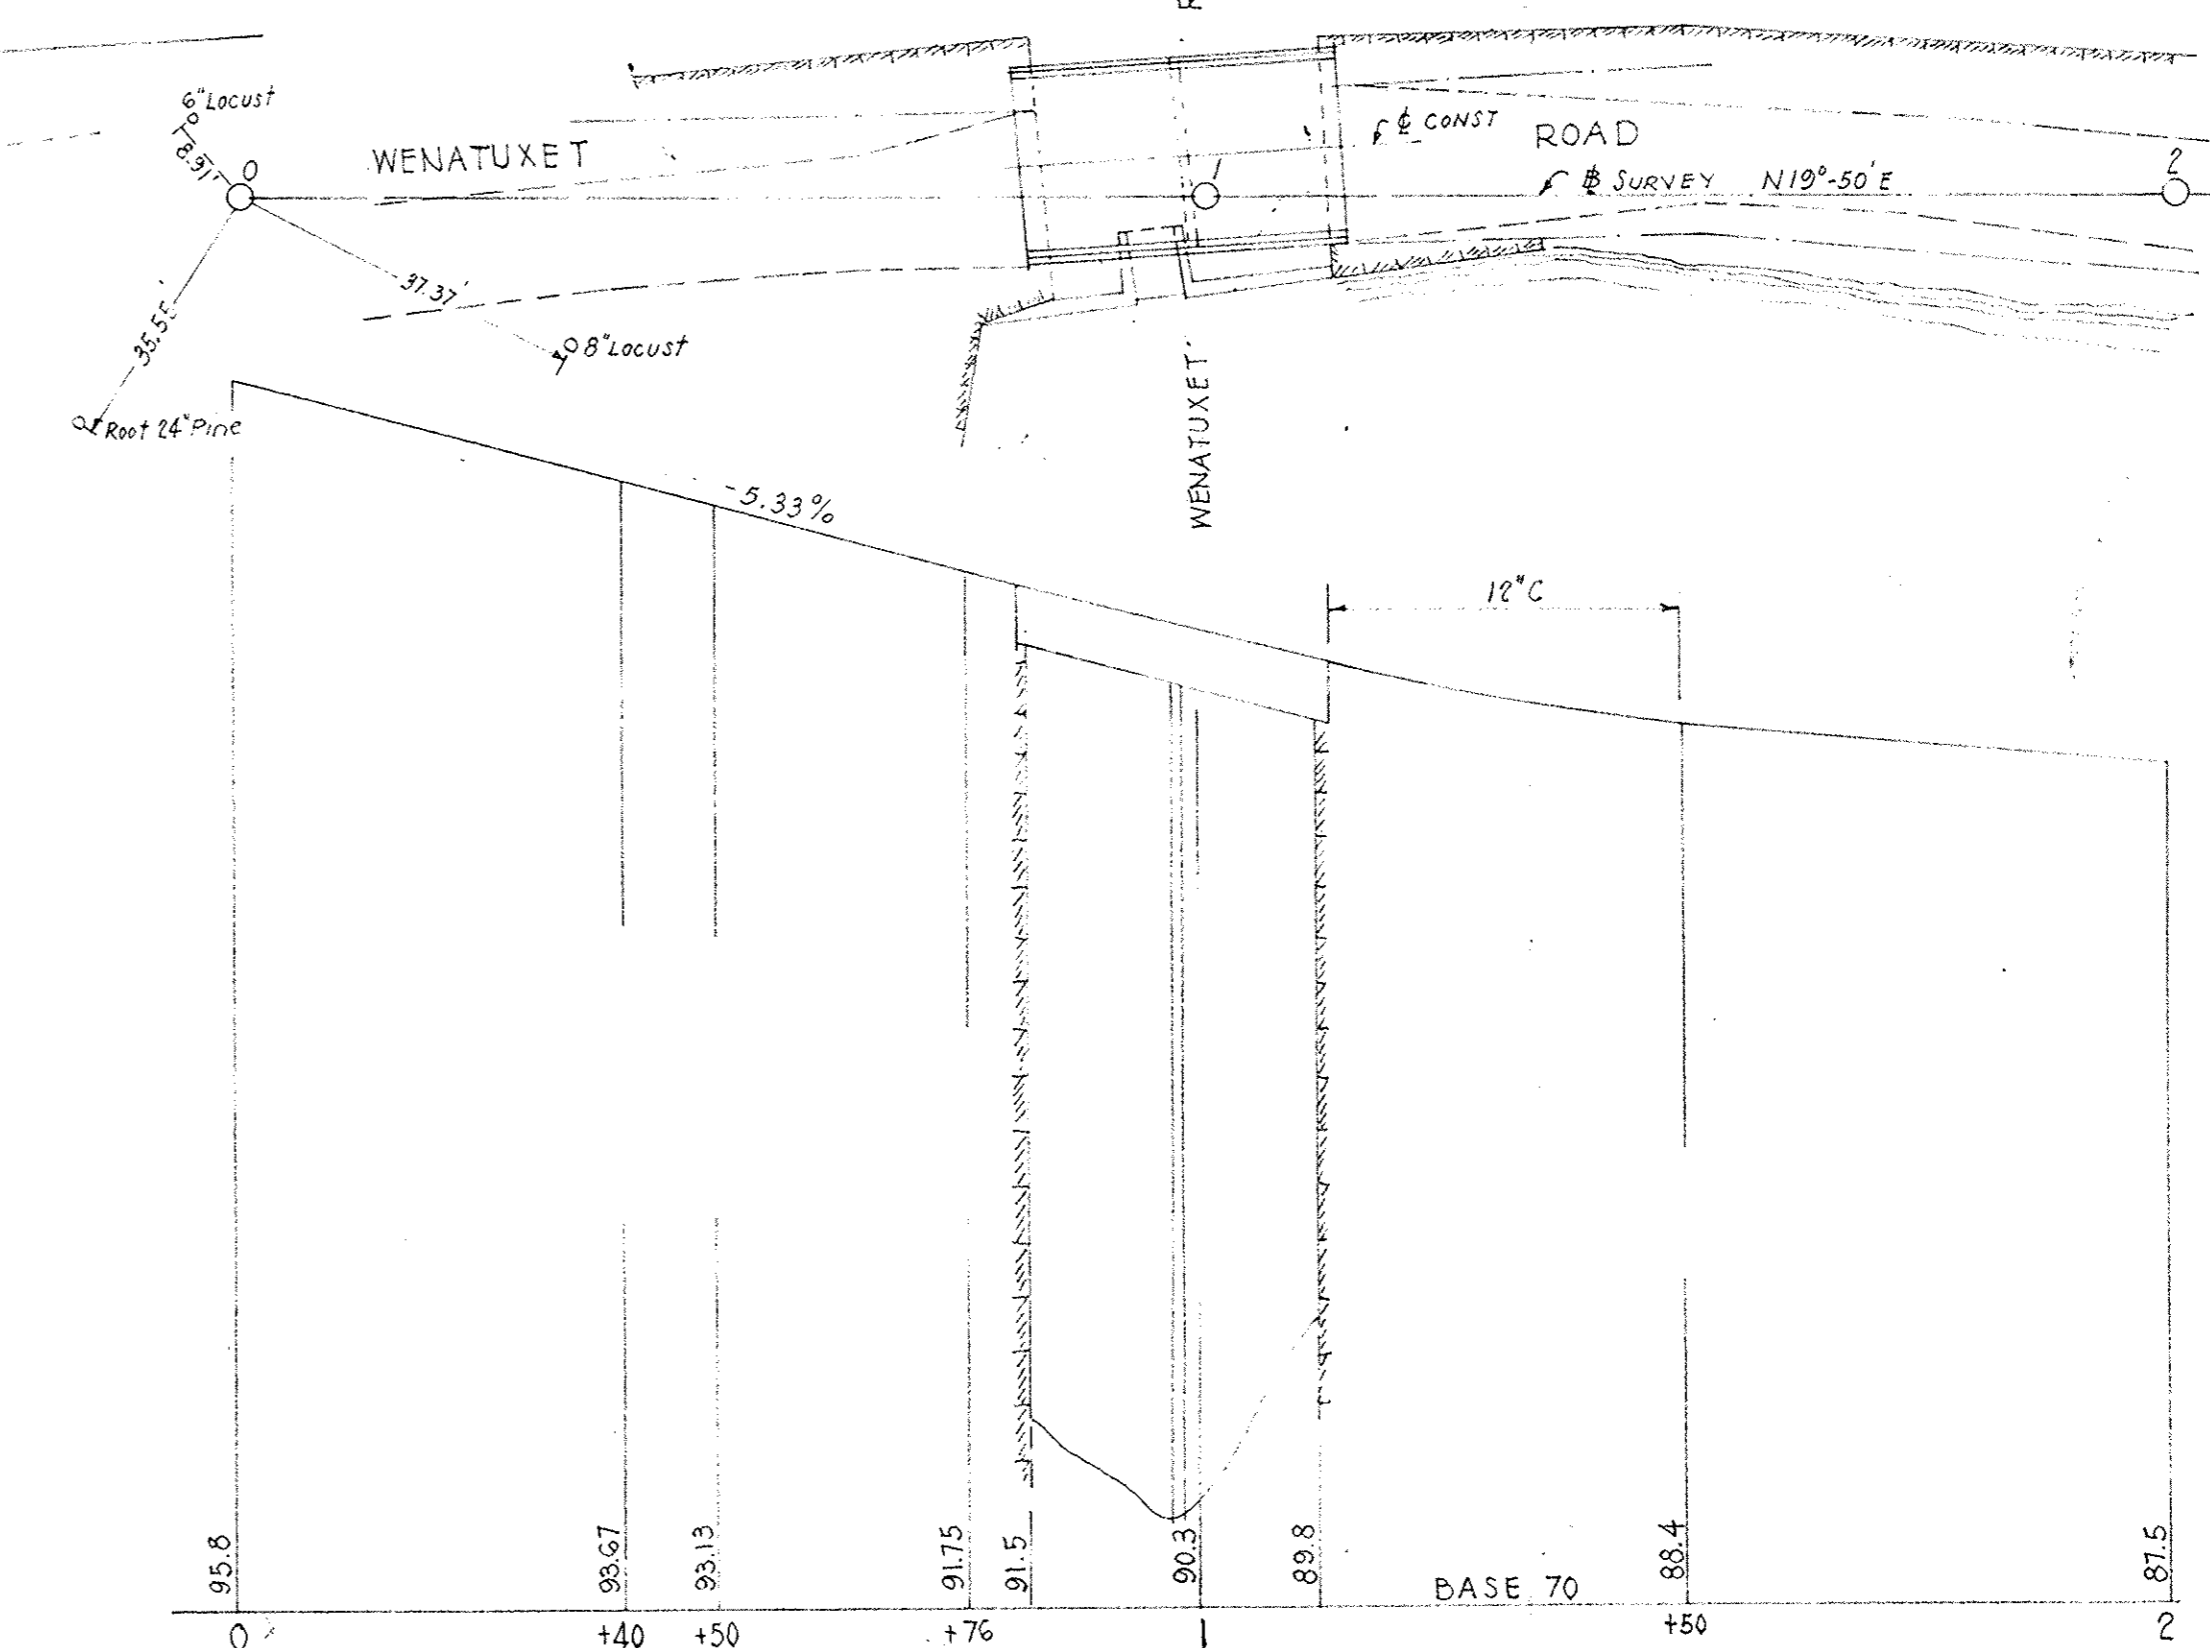 6"Locust
8.91'
0
WENATUXET
1
¢ CONST
ROAD
2
B SURVEY N19°-50'E
37.37'
35.55'
8"Locust
Root 24"Pine
WENATUXET
-5.33%
12"C
95.8
93.67
93.13
91.75
91.5
90.3
89.8
88.4
87.5
BASE 70
0 +40 +50 +76 1 +50 2